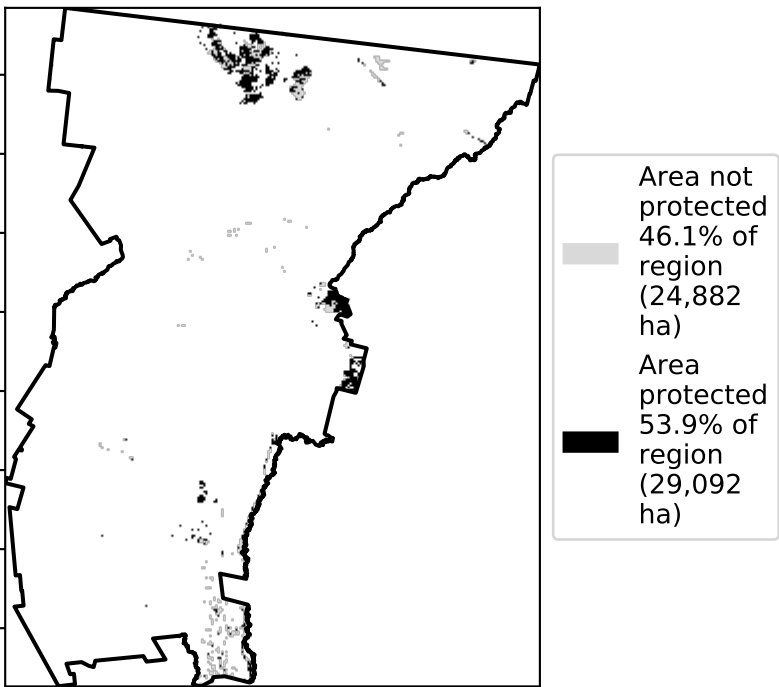 Area not
protected
46.1% of
region
(24,882
ha)
Area
protected
53.9% of
region
(29,092
ha)